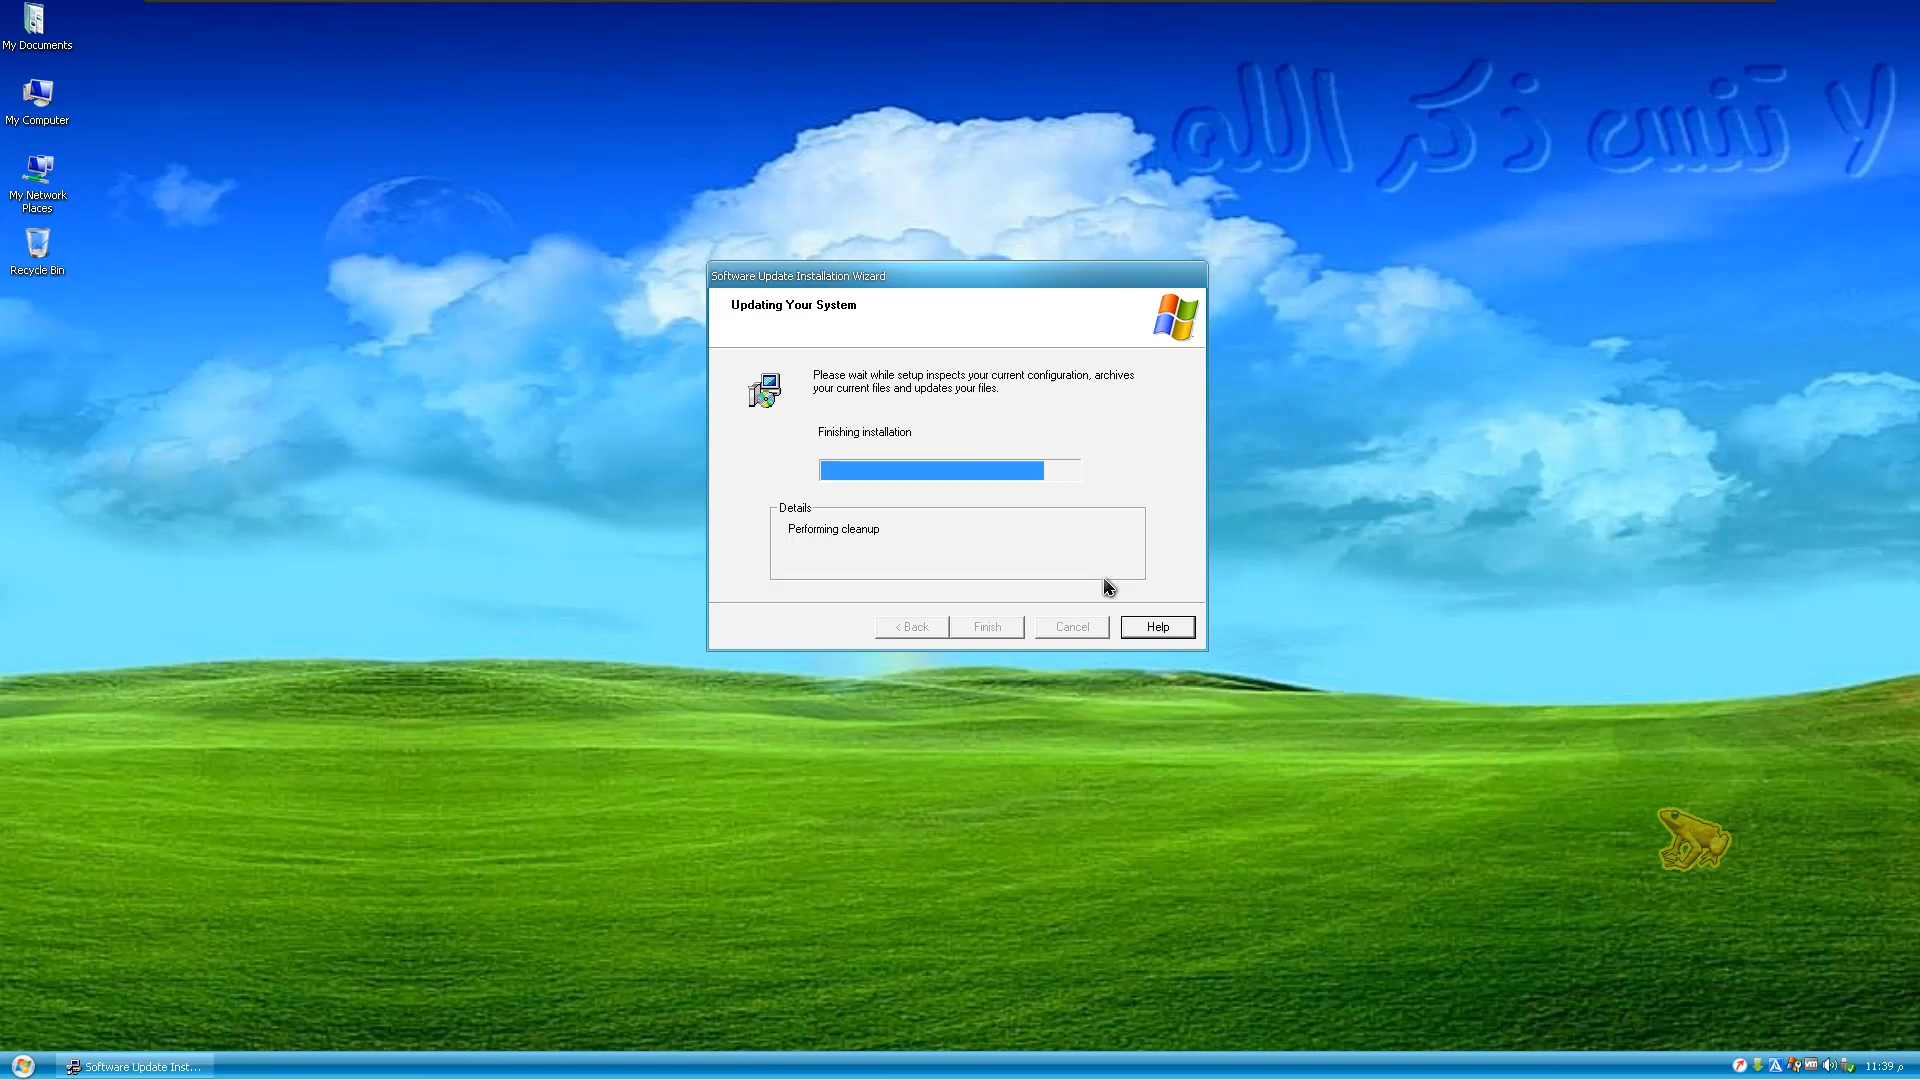 My Documents
لا تنس ذكر الله
My Computer
My Network
Places
Recycle Bin
Software Update Installation Wizard
Updating Your System
Please wait while setup inspects your current configuration, archives
your current files and updates your files.
Finishing installation
Details
Performing cleanup
< Back
Finish
Cancel
Help
Software Update Inst...
vm
11:39 م